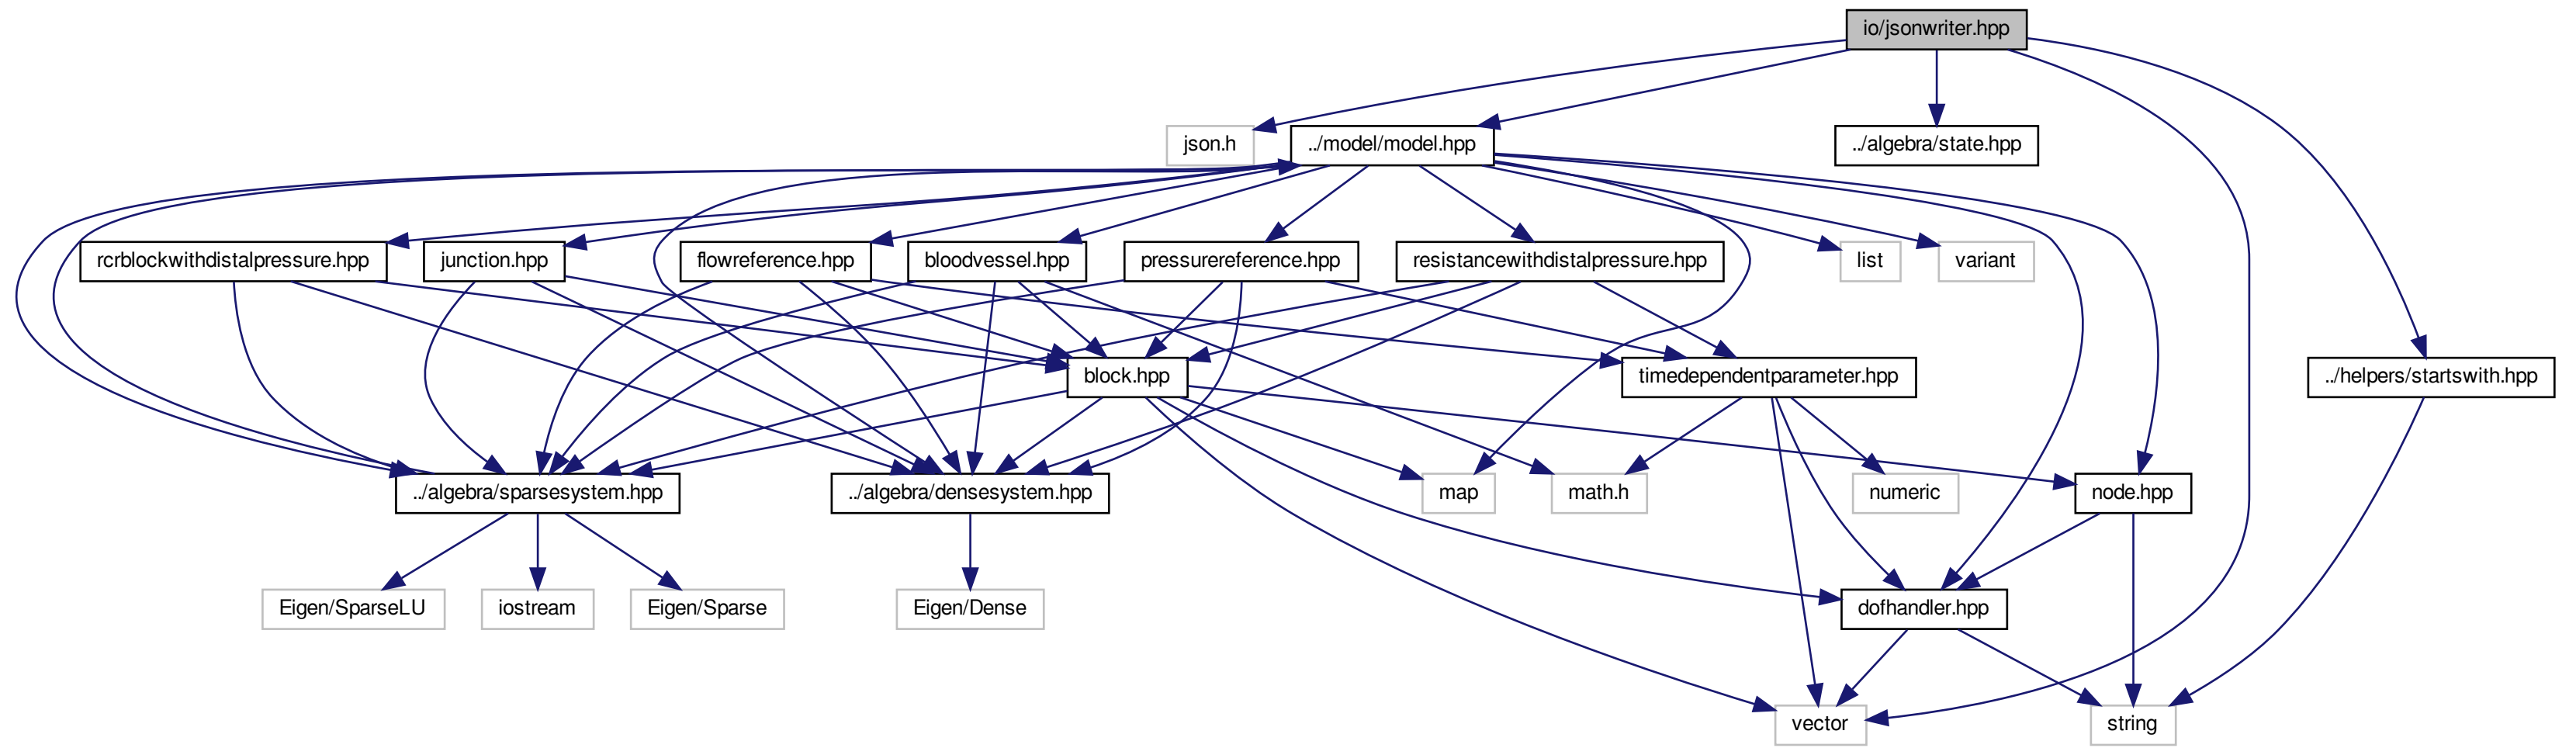 io/jsonwriter.hpp
json.h
../model/model.hpp
../algebra/state.hpp
rcrblockwithdistalpressure.hpp
junction.hpp
flowreference.hpp
bloodvessel.hpp
pressurereference.hpp
resistancewithdistalpressure.hpp
list
variant
block.hpp
timedependentparameter.hpp
../helpers/startswith.hpp
../algebra/sparsesystem.hpp
../algebra/densesystem.hpp
map
math.h
numeric
node.hpp
Eigen/SparseLU
iostream
Eigen/Sparse
Eigen/Dense
dofhandler.hpp
vector
string